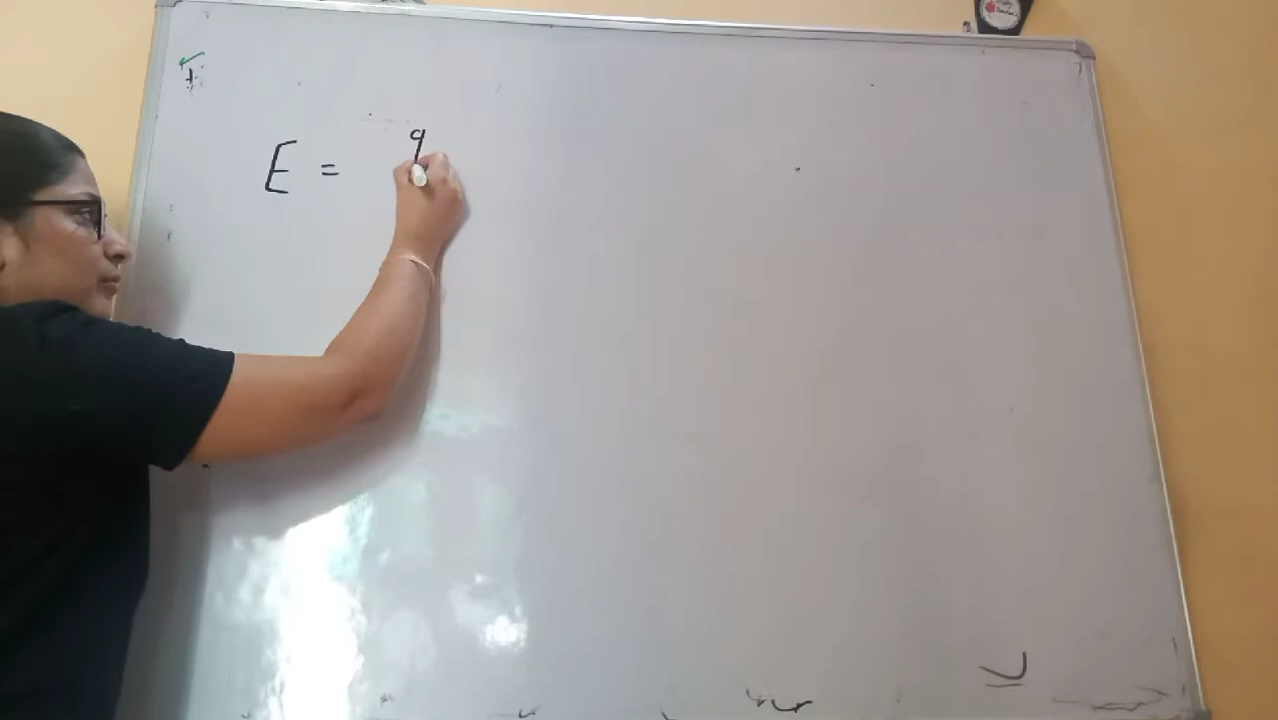 E = q